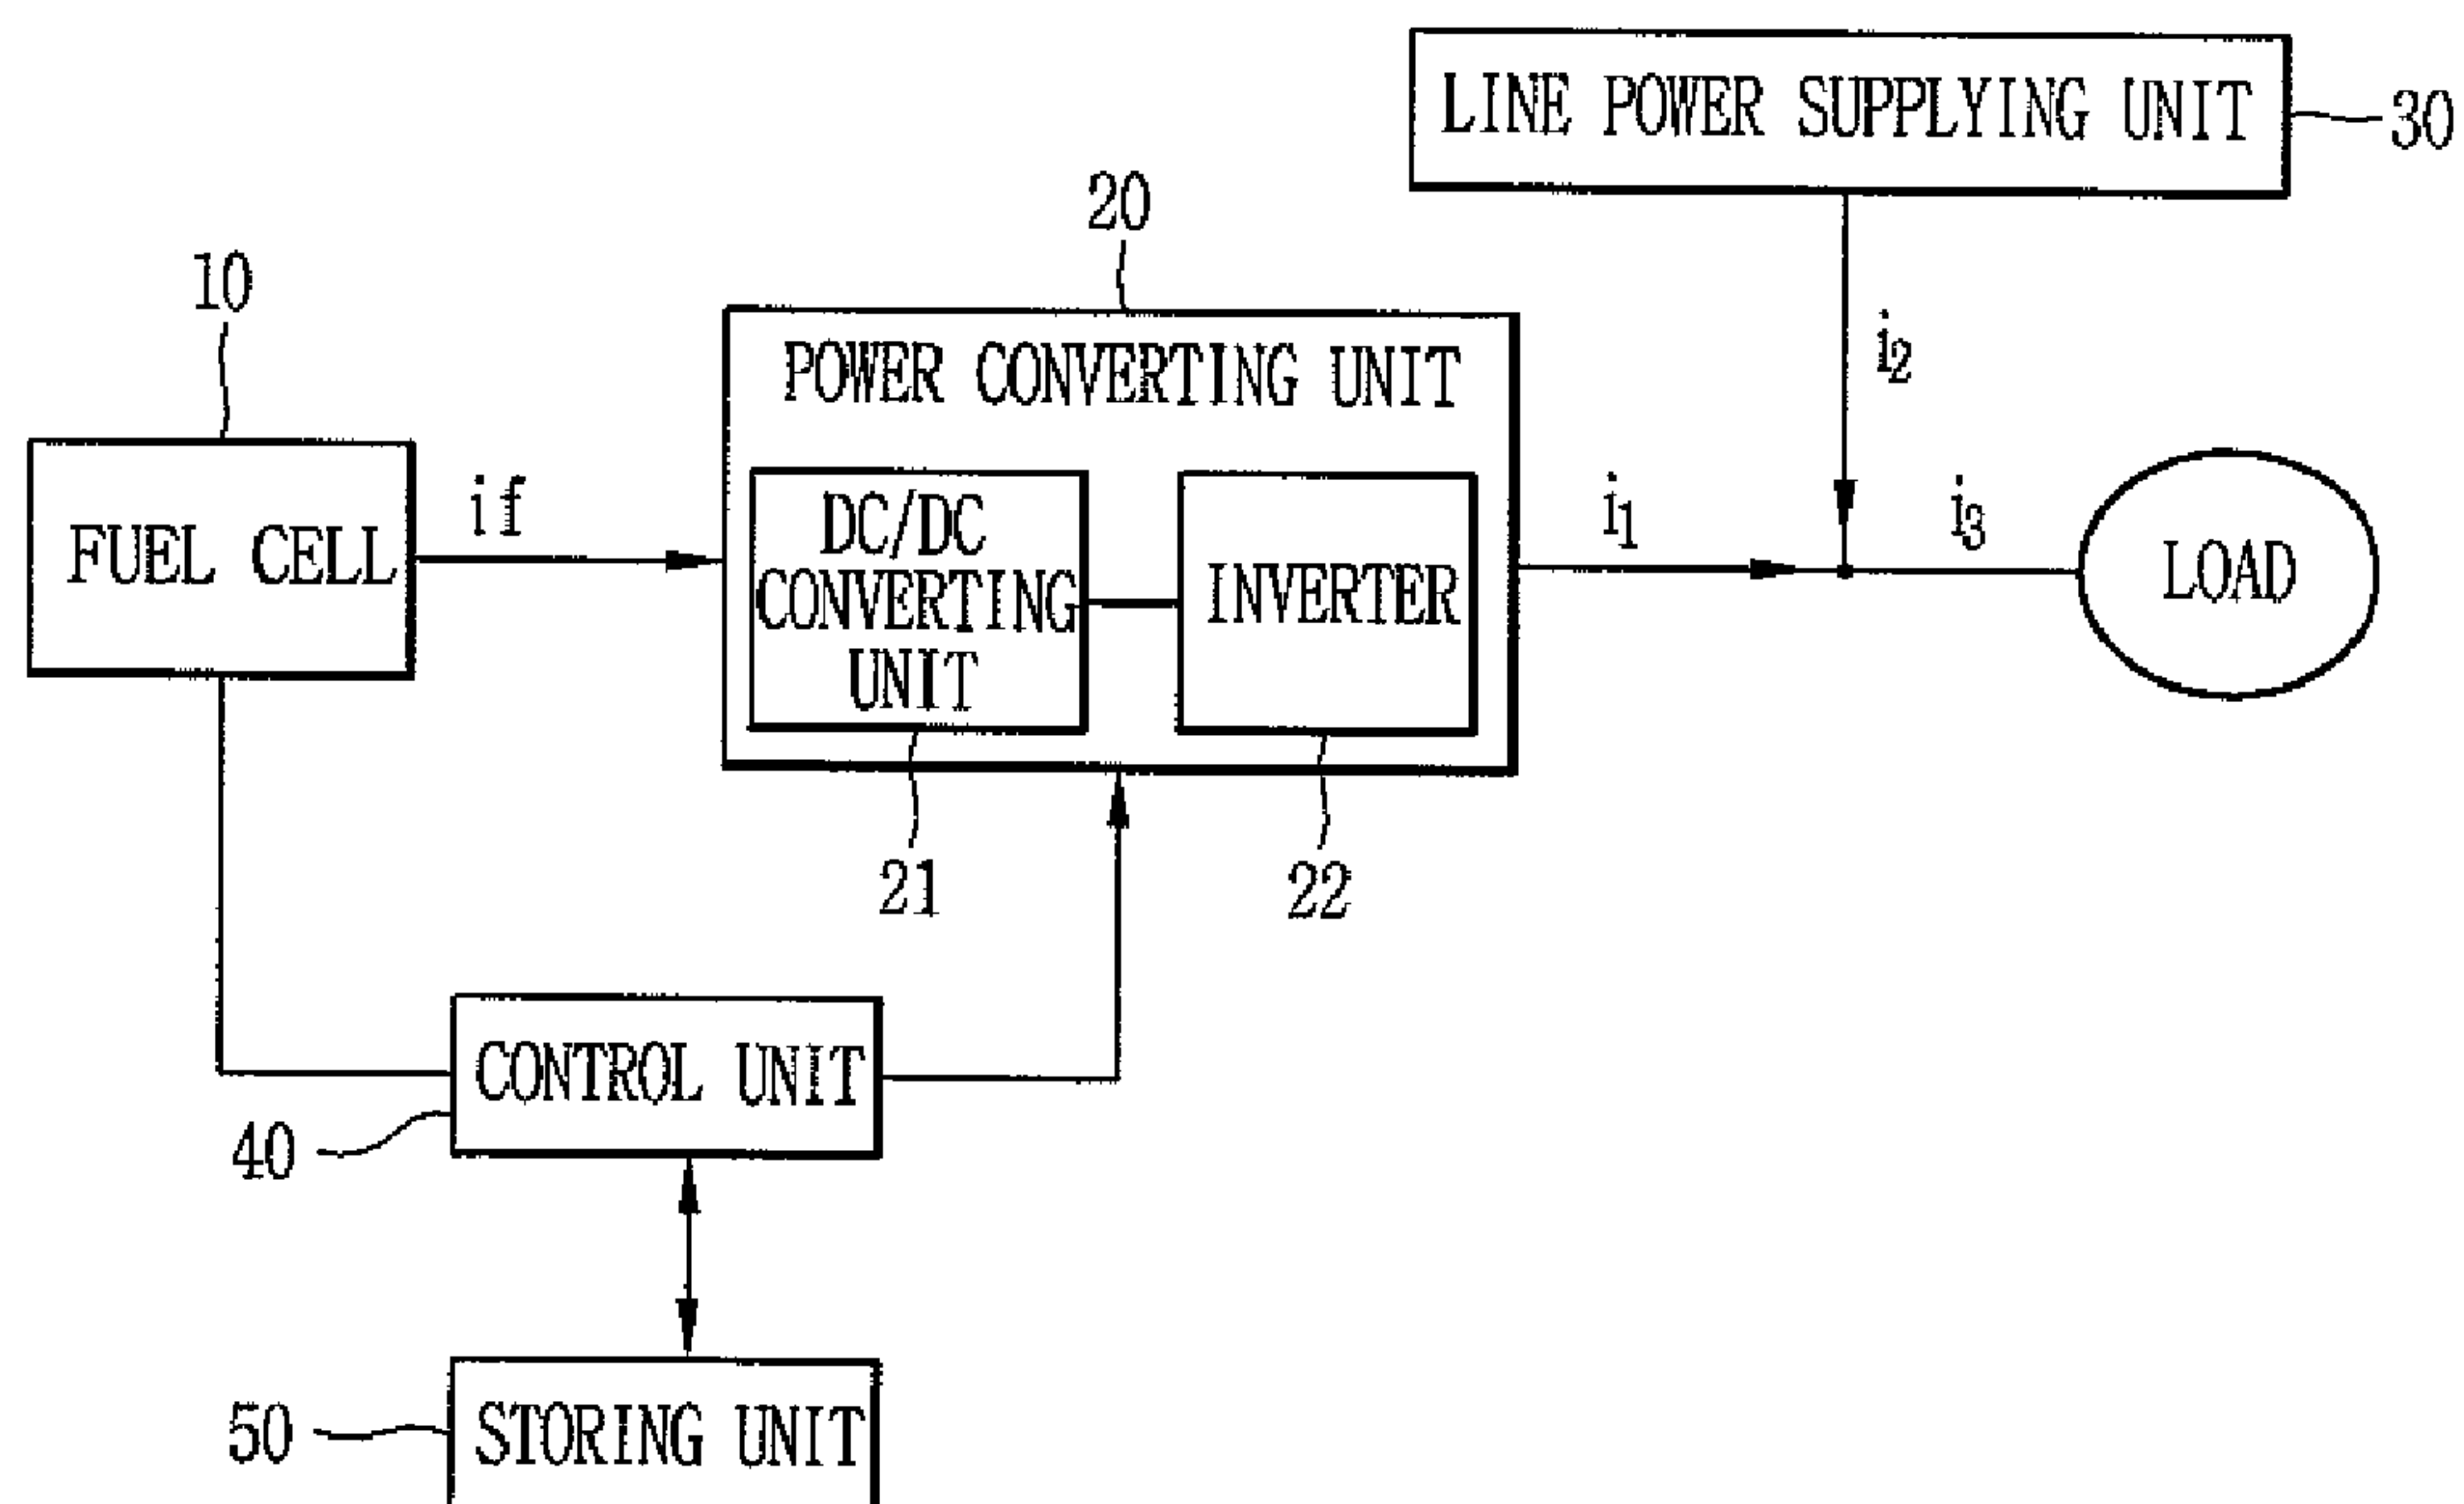 LINE POWER SUPPLYING UNIT
30
20
10
POWER CONVERTING UNIT
i2
FUEL CELL
if
DC/DC
CONVERTING
UNIT
INVERTER
i1
i3
LOAD
21
22
CONTROL UNIT
40
50
STORING UNIT